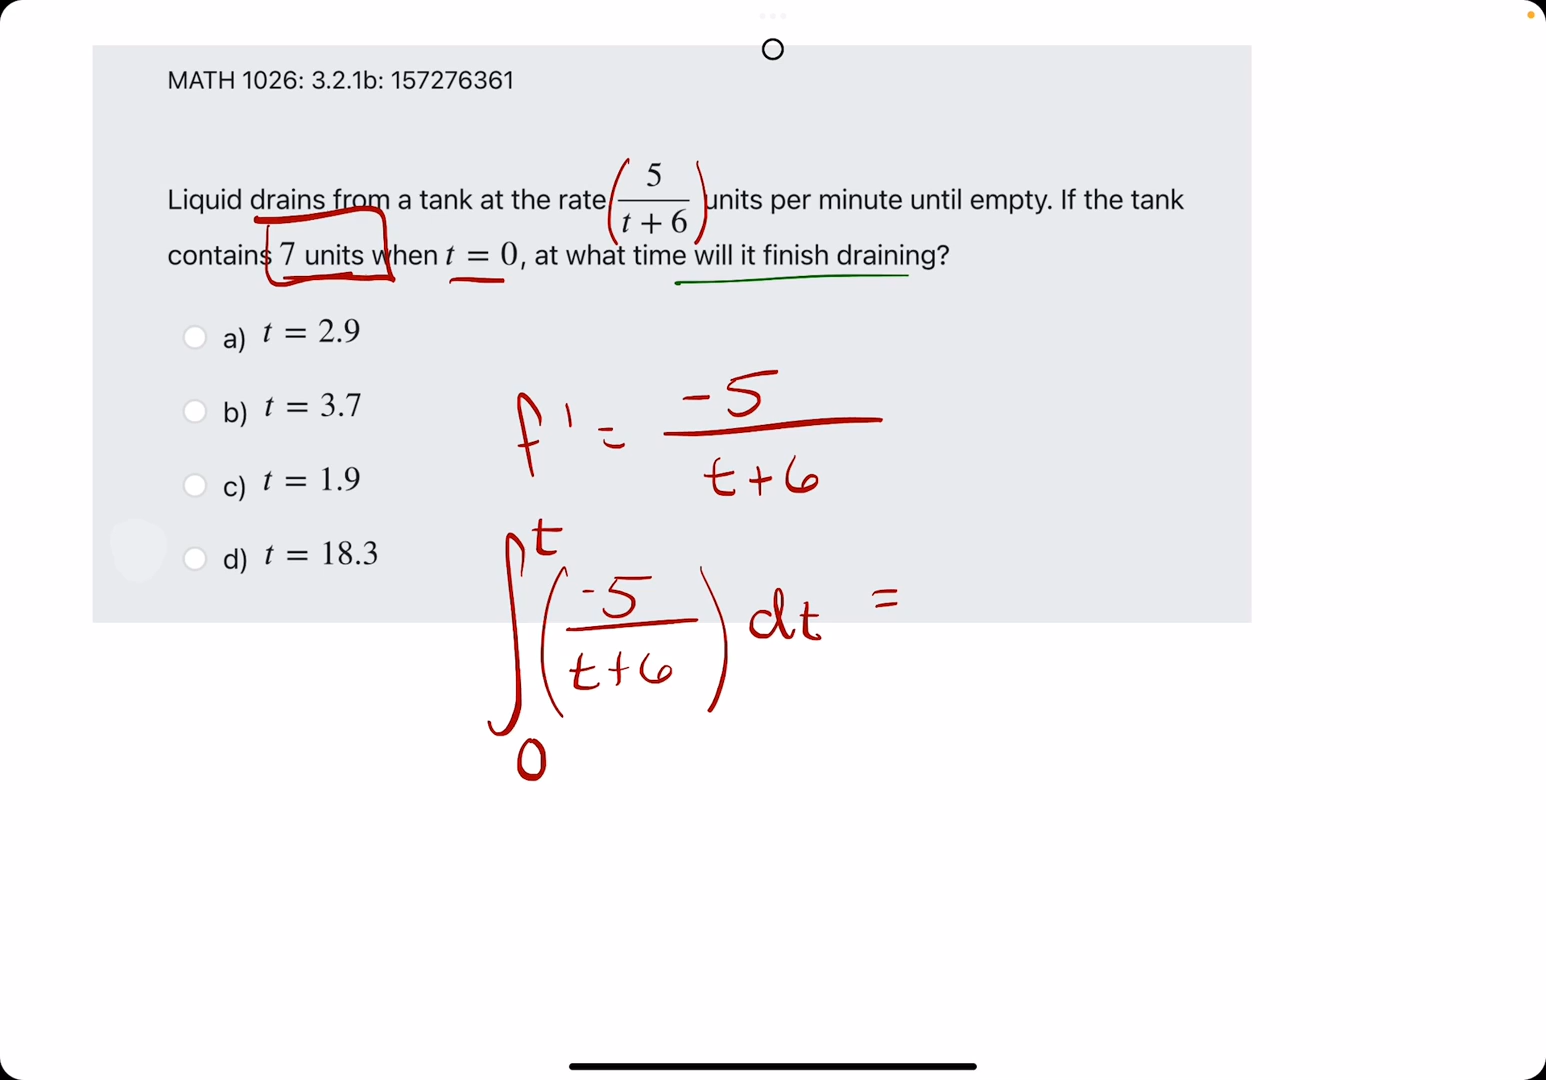 MATH 1026: 3.2.1b: 157276361
Liquid drains from a tank at the rate (5/(t + 6)) units per minute until empty. If the tank
contains 7 units when t = 0, at what time will it finish draining?
a) t = 2.9
b) t = 3.7
c) t = 1.9
d) t = 18.3
f' = -5/(t+6)
∫₀ᵗ (-5/(t+6)) dt =